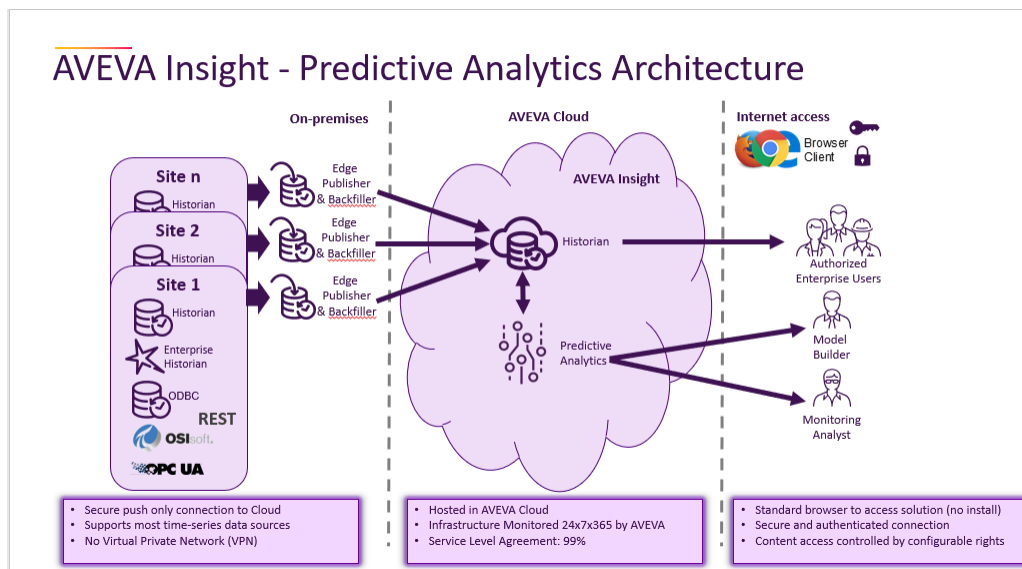 AVEVA Insight - Predictive Analytics Architecture
On-premises
AVEVA Cloud
Internet access
Browser
Client
Site n
Historian
Site 2
Historian
Site 1
Historian
Enterprise
Historian
ODBC
REST
OSIsoft.
OPC UA
Edge
Publisher
& Backfiller
Edge
Publisher
& Backfiller
Edge
Publisher
& Backfiller
AVEVA Insight
Historian
Predictive
Analytics
Authorized
Enterprise Users
Model
Builder
Monitoring
Analyst
• Secure push only connection to Cloud
• Supports most time-series data sources
• No Virtual Private Network (VPN)
• Hosted in AVEVA Cloud
• Infrastructure Monitored 24x7x365 by AVEVA
• Service Level Agreement: 99%
• Standard browser to access solution (no install)
• Secure and authenticated connection
• Content access controlled by configurable rights